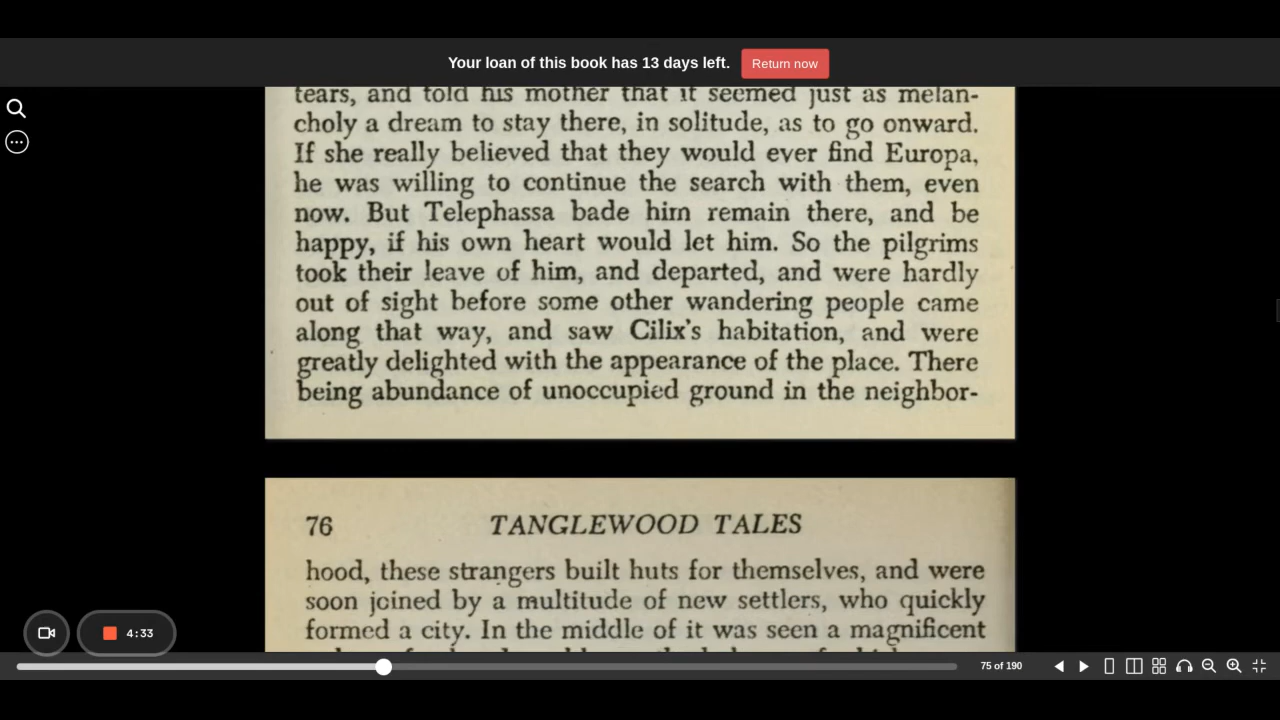 Your loan of this book has 13 days left. Return now
tears, and told his mother that it seemed just as melan-
choly a dream to stay there, in solitude, as to go onward.
If she really believed that they would ever find Europa,
he was willing to continue the search with them, even
now. But Telephassa bade him remain there, and be
happy, if his own heart would let him. So the pilgrims
took their leave of him, and departed, and were hardly
out of sight before some other wandering people came
along that way, and saw Cilix's habitation, and were
greatly delighted with the appearance of the place. There
being abundance of unoccupied ground in the neighbor-
76 TANGLEWOOD TALES
hood, these strangers built huts for themselves, and were
soon joined by a multitude of new settlers, who quickly
formed a city. In the middle of it was seen a magnificent
4:33
75 of 190